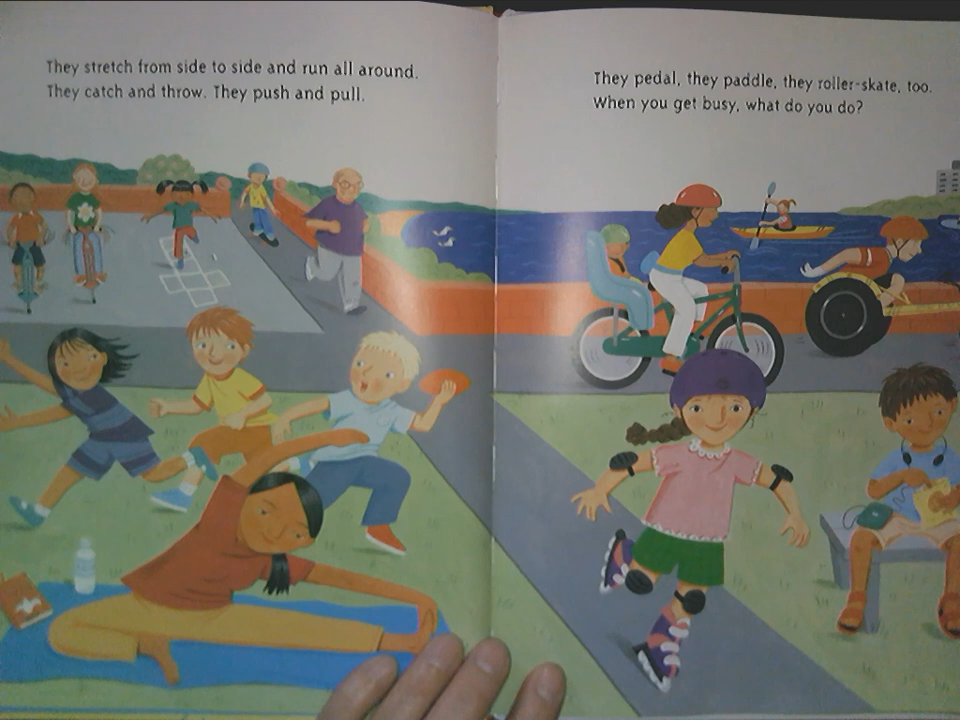 They stretch from side to side and run all around.
They catch and throw. They push and pull.
They pedal, they paddle, they roller-skate, too.
When you get busy, what do you do?